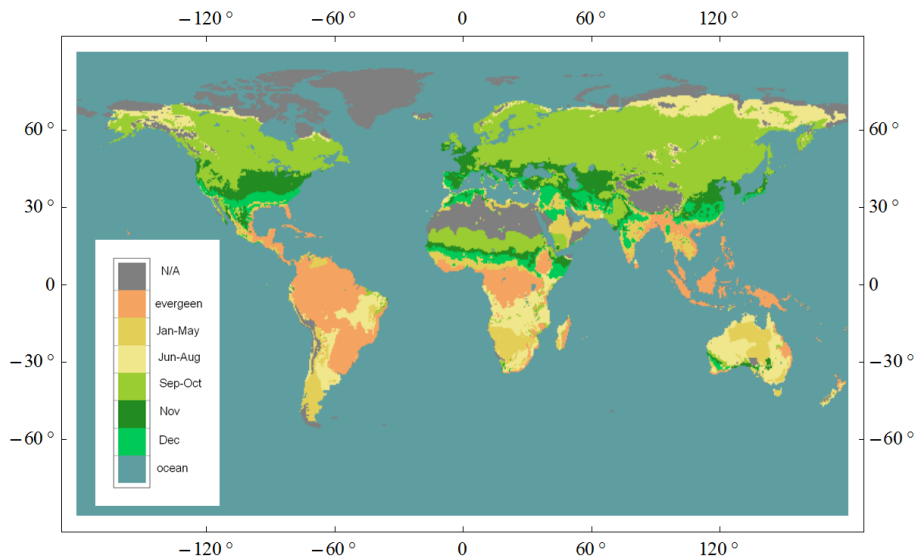 −120 ° −60 ° 0 60 ° 120 °
60 ° 60 °
30 ° 30 °
N/A
0 0
evergeen
Jan-May
Jun-Aug
−30 ° −30 °
Sep-Oct
Nov
Dec
−60 ° −60 °
ocean
−120 ° −60 ° 0 60 ° 120 °